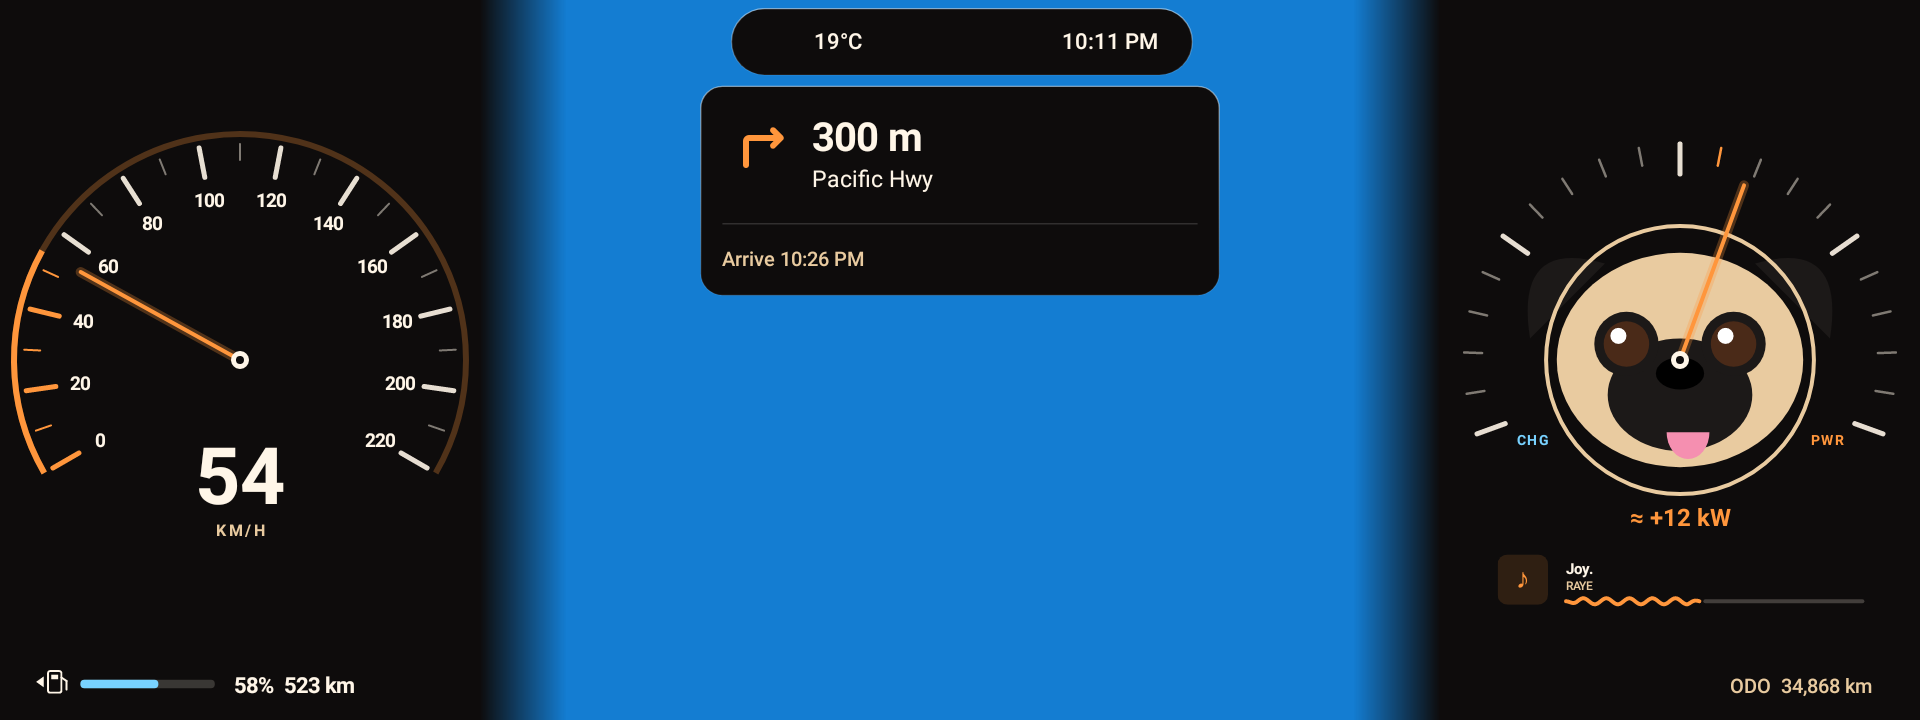 19°C
10:11 PM
300 m
Pacific Hwy
Arrive 10:26 PM
0
20
40
60
80
100
120
140
160
180
200
220
54
KM/H
58% 523 km
CHG
PWR
≈ +12 kW
♪
Joy.
RAYE
ODO 34,868 km